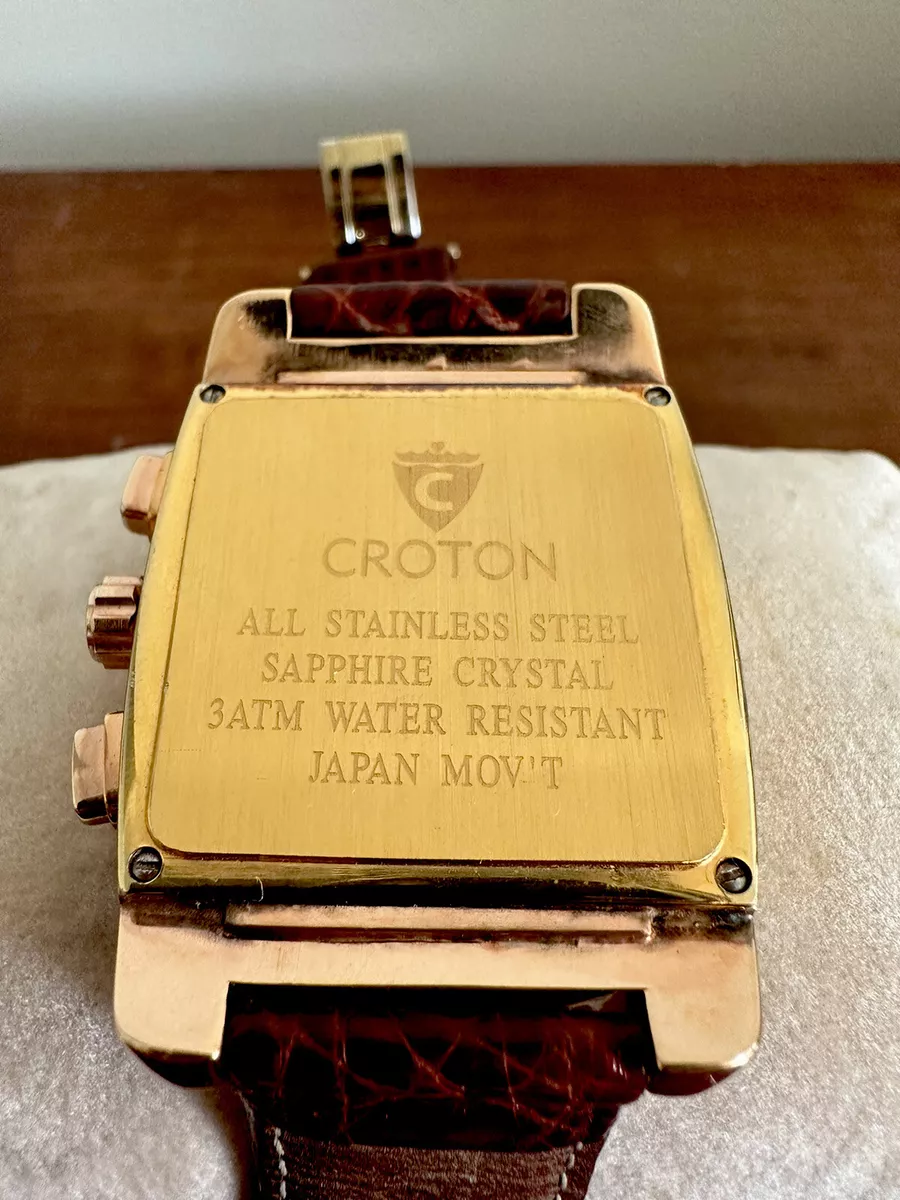 C
CROTON
ALL STAINLESS STEEL
SAPPHIRE CRYSTAL
3ATM WATER RESISTANT
JAPAN MOV'T